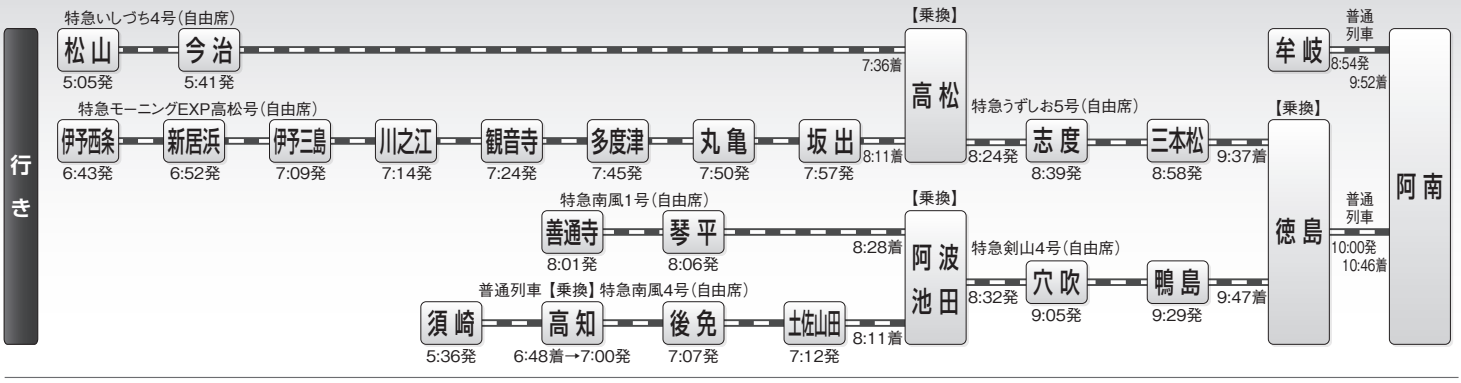 行き
特急いしづち4号（自由席）
松山
5:05発
今治
5:41発
7:36着
【乗換】
高松
特急モーニングEXP高松号（自由席）
伊予西条
6:43発
新居浜
6:52発
伊予三島
7:09発
川之江
7:14発
観音寺
7:24発
多度津
7:45発
丸亀
7:50発
坂出
7:57発
8:11着
特急うずしお5号（自由席）
8:24発
志度
8:39発
三本松
8:58発
9:37着
特急南風1号（自由席）
善通寺
8:01発
琴平
8:06発
8:28着
【乗換】
阿波
池田
普通列車【乗換】特急南風4号（自由席）
須崎
5:36発
高知
6:48着→7:00発
後免
7:07発
土佐山田
7:12発
8:11着
特急剣山4号（自由席）
8:32発
穴吹
9:05発
鴨島
9:29発
9:47着
【乗換】
徳島
普通
列車
10:00発
10:46着
牟岐
普通
列車
8:54発
9:52着
阿南